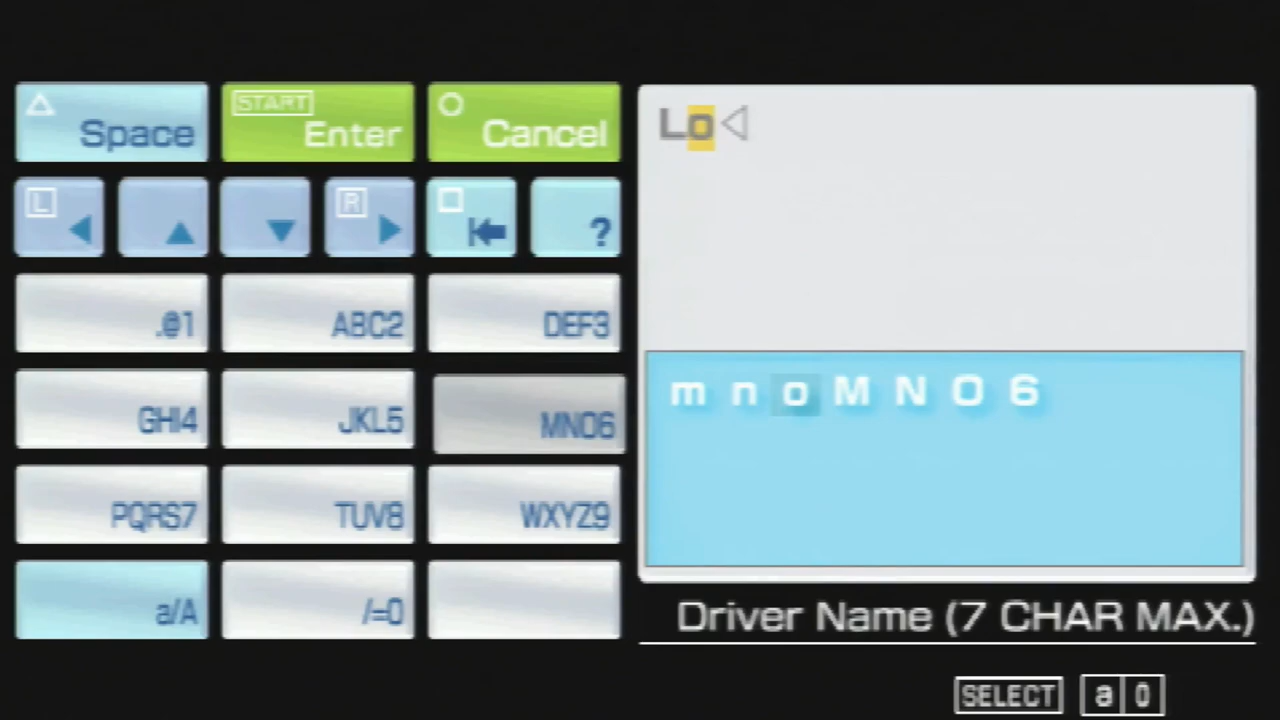 Space START Enter Cancel
L R ?
.@1 ABC2 DEF3
GHI4 JKL5 MNO6
PQRS7 TUV8 WXYZ9
a/A /=0
Lo
m n o M N O 6
Driver Name (7 CHAR MAX.)
SELECT a 0